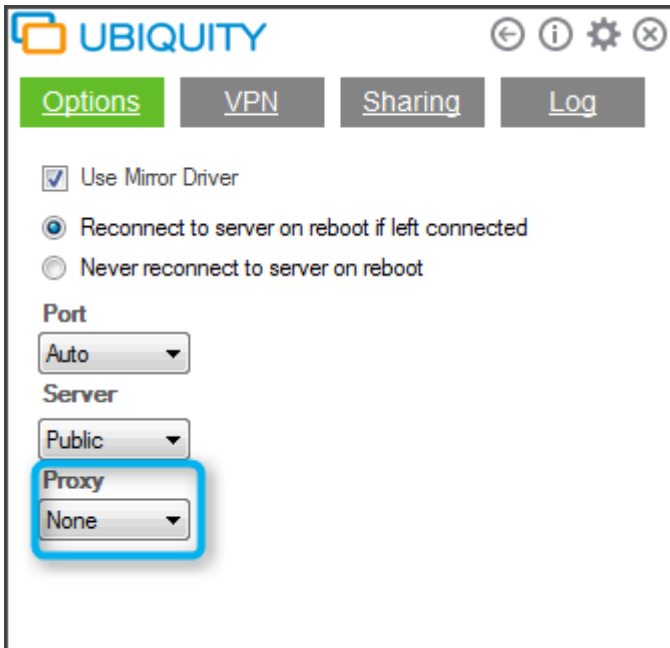 UBIQUITY
Options VPN Sharing Log
Use Mirror Driver
Reconnect to server on reboot if left connected
Never reconnect to server on reboot
Port
Auto
Server
Public
Proxy
None